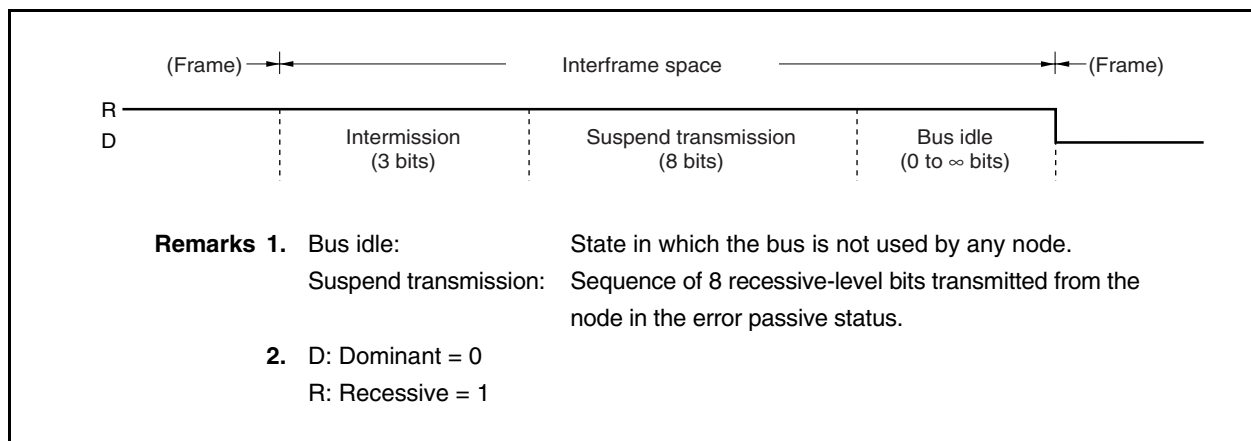 (Frame) Interframe space (Frame)
R
D
Intermission Suspend transmission Bus idle
(3 bits) (8 bits) (0 to ∞ bits)
Remarks 1. Bus idle: State in which the bus is not used by any node.
Suspend transmission: Sequence of 8 recessive-level bits transmitted from the
node in the error passive status.
2. D: Dominant = 0
R: Recessive = 1